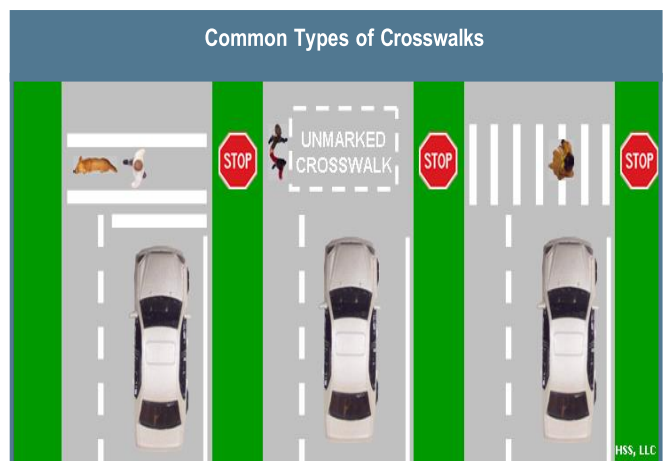 Common Types of Crosswalks
STOP
UNMARKED
CROSSWALK
STOP
STOP
HSS, LLC